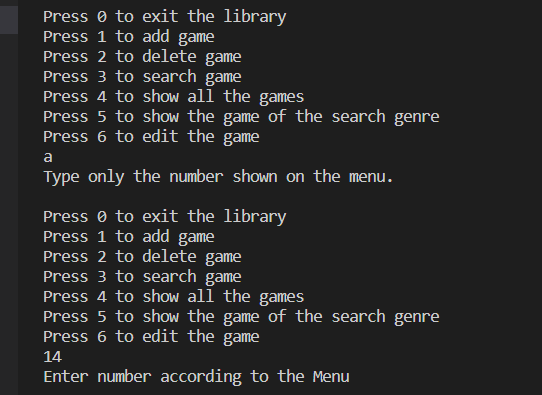 Press 0 to exit the library
Press 1 to add game
Press 2 to delete game
Press 3 to search game
Press 4 to show all the games
Press 5 to show the game of the search genre
Press 6 to edit the game
a
Type only the number shown on the menu.
Press 0 to exit the library
Press 1 to add game
Press 2 to delete game
Press 3 to search game
Press 4 to show all the games
Press 5 to show the game of the search genre
Press 6 to edit the game
14
Enter number according to the Menu